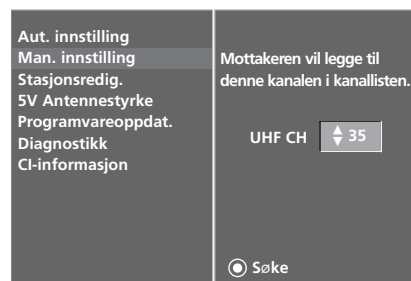 Aut. innstilling
Man. innstilling
Stasjonsredig.
5V Antennestyrke
Programvareoppdat.
Diagnostikk
CI-informasjon
Mottakeren vil legge til
denne kanalen i kanallisten.
UHF CH 35
Søke